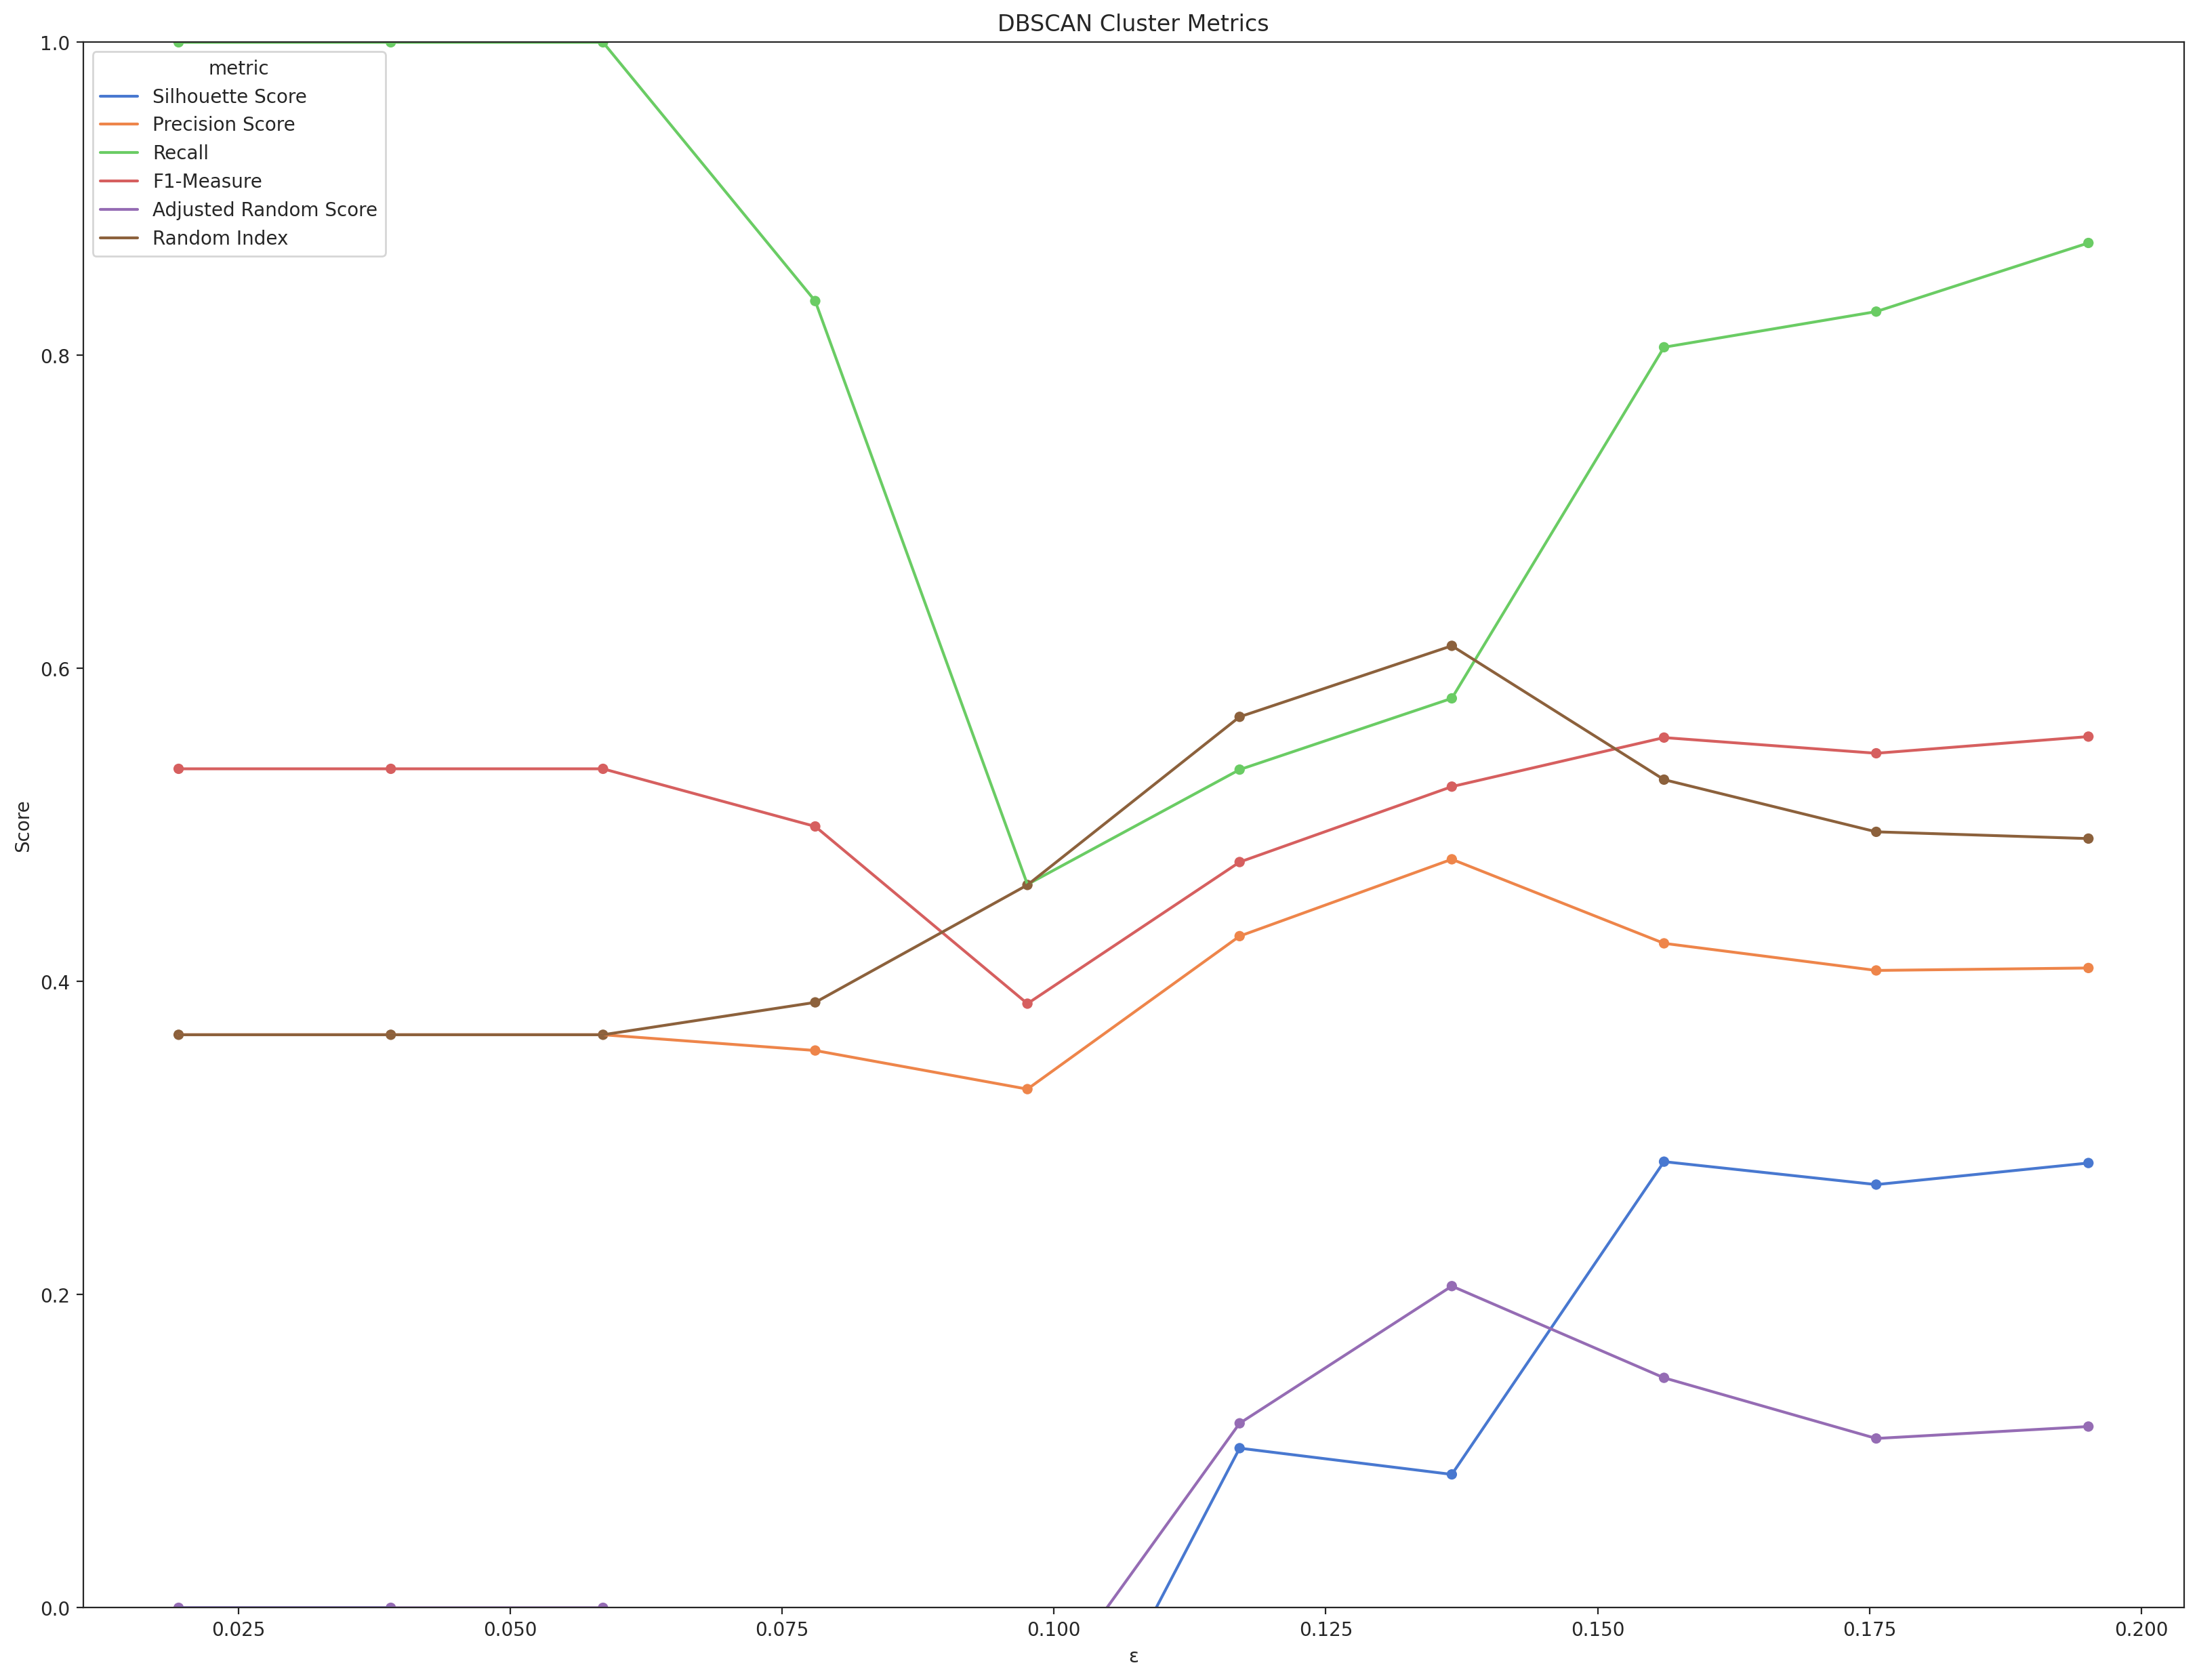 DBSCAN Cluster Metrics
1.0
0.8
0.6
0.4
0.2
0.0
Score
metric
Silhouette Score
Precision Score
Recall
F1-Measure
Adjusted Random Score
Random Index
0.025 0.050 0.075 0.100 0.125 0.150 0.175 0.200
ε